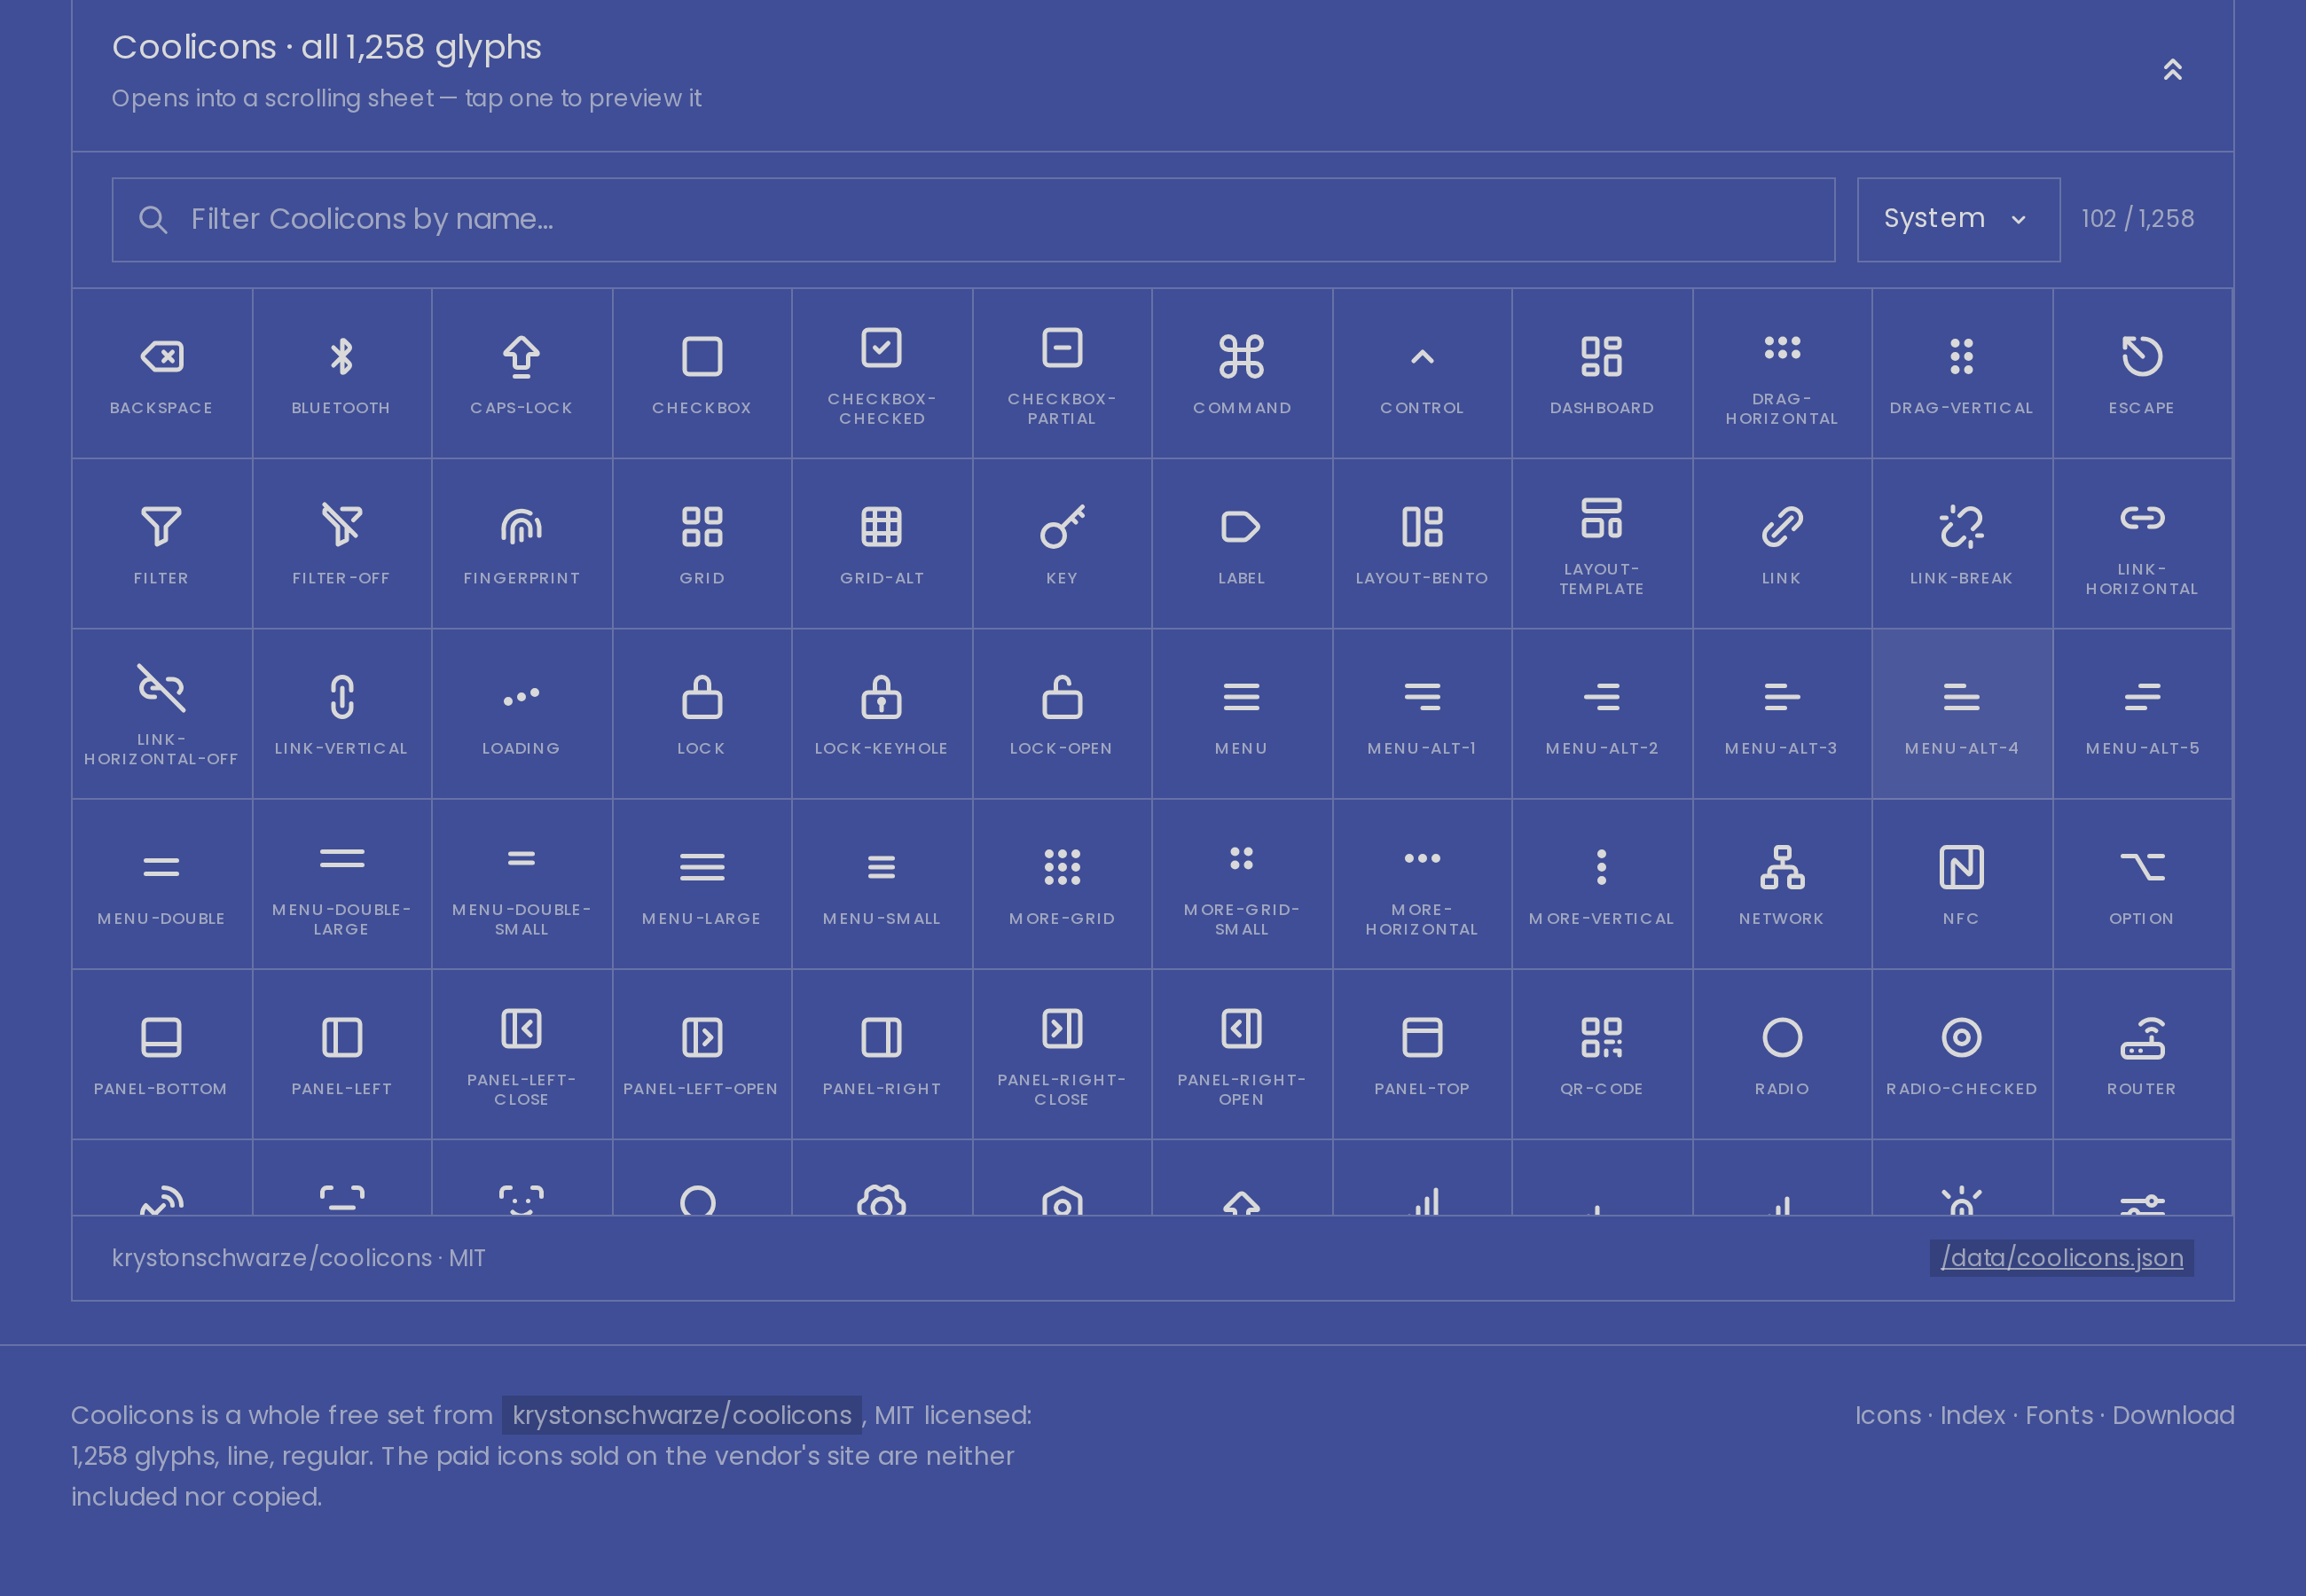 Coolicons · all 1,258 glyphs
Opens into a scrolling sheet — tap one to preview it
Filter Coolicons by name...
System
102 / 1,258
BACKSPACE
BLUETOOTH
CAPS-LOCK
CHECKBOX
CHECKBOX-
CHECKED
CHECKBOX-
PARTIAL
COMMAND
CONTROL
DASHBOARD
DRAG-
HORIZONTAL
DRAG-VERTICAL
ESCAPE
FILTER
FILTER-OFF
FINGERPRINT
GRID
GRID-ALT
KEY
LABEL
LAYOUT-BENTO
LAYOUT-
TEMPLATE
LINK
LINK-BREAK
LINK-
HORIZONTAL
LINK-
HORIZONTAL-OFF
LINK-VERTICAL
LOADING
LOCK
LOCK-KEYHOLE
LOCK-OPEN
MENU
MENU-ALT-1
MENU-ALT-2
MENU-ALT-3
MENU-ALT-4
MENU-ALT-5
MENU-DOUBLE
MENU-DOUBLE-
LARGE
MENU-DOUBLE-
SMALL
MENU-LARGE
MENU-SMALL
MORE-GRID
MORE-GRID-
SMALL
MORE-
HORIZONTAL
MORE-VERTICAL
NETWORK
NFC
OPTION
PANEL-BOTTOM
PANEL-LEFT
PANEL-LEFT-
CLOSE
PANEL-LEFT-OPEN
PANEL-RIGHT
PANEL-RIGHT-
CLOSE
PANEL-RIGHT-
OPEN
PANEL-TOP
QR-CODE
RADIO
RADIO-CHECKED
ROUTER
krystonschwarze/coolicons · MIT
/data/coolicons.json
Coolicons is a whole free set from krystonschwarze/coolicons , MIT licensed:
1,258 glyphs, line, regular. The paid icons sold on the vendor's site are neither
included nor copied.
Icons · Index · Fonts · Download